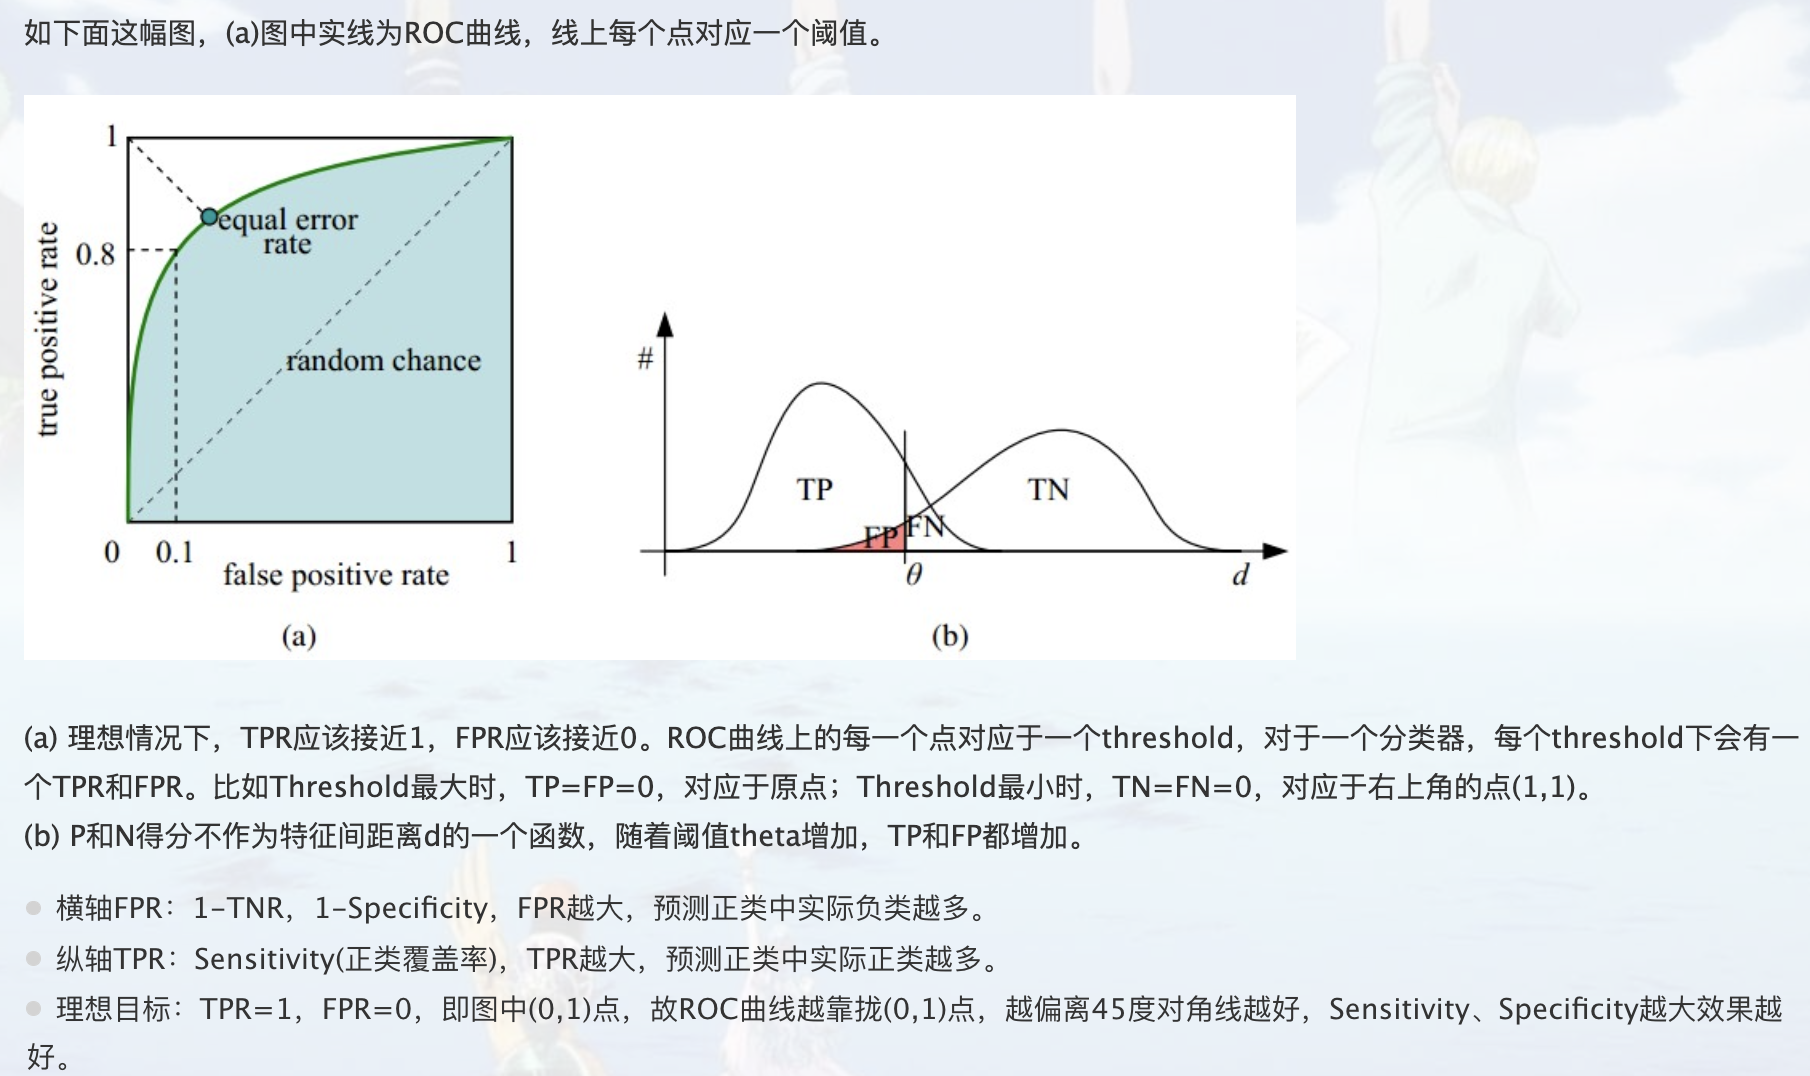 如下面这幅图，(a)图中实线为ROC曲线，线上每个点对应一个阈值。
1
equal error
rate
0.8
true positive rate
random chance
0
0.1
1
false positive rate
(a)
#
TP
TN
FP
FN
θ
d
(b)
(a) 理想情况下，TPR应该接近1，FPR应该接近0。ROC曲线上的每一个点对应于一个threshold，对于一个分类器，每个threshold下会有一
个TPR和FPR。比如Threshold最大时，TP=FP=0，对应于原点；Threshold最小时，TN=FN=0，对应于右上角的点(1,1)。
(b) P和N得分不作为特征间距离d的一个函数，随着阈值theta增加，TP和FP都增加。
横轴FPR：1-TNR，1-Specificity，FPR越大，预测正类中实际负类越多。
纵轴TPR：Sensitivity(正类覆盖率)，TPR越大，预测正类中实际正类越多。
理想目标：TPR=1，FPR=0，即图中(0,1)点，故ROC曲线越靠拢(0,1)点，越偏离45度对角线越好，Sensitivity、Specificity越大效果越
好。